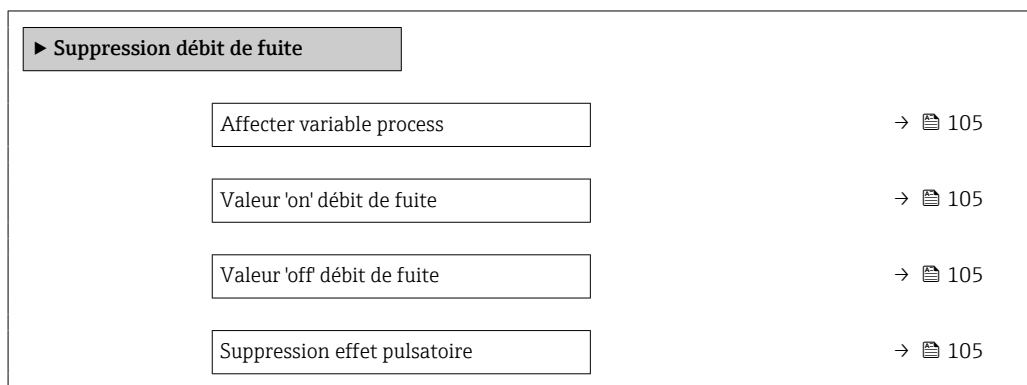 ▶ Suppression débit de fuite
Affecter variable process → 105
Valeur 'on' débit de fuite → 105
Valeur 'off' débit de fuite → 105
Suppression effet pulsatoire → 105